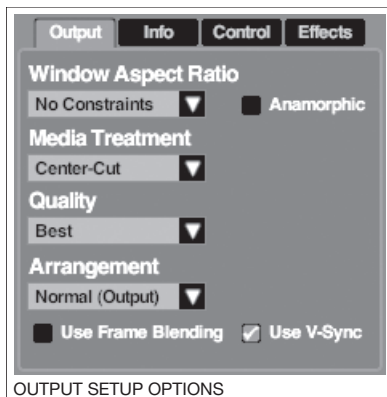 Output Info Control Effects
Window Aspect Ratio
No Constraints Anamorphic
Media Treatment
Center-Cut
Quality
Best
Arrangement
Normal (Output)
Use Frame Blending Use V-Sync
OUTPUT SETUP OPTIONS